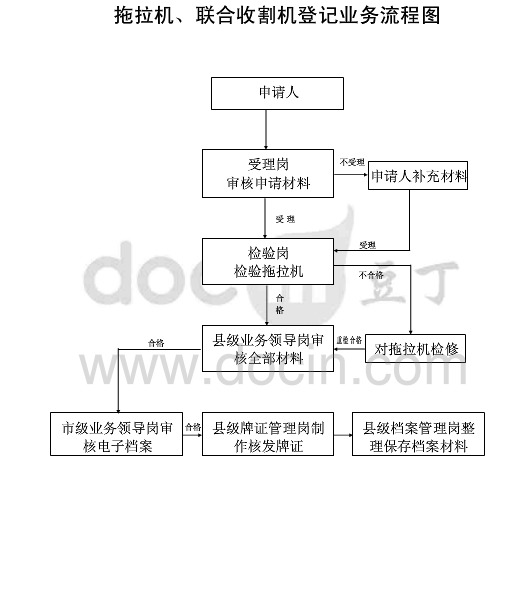 拖拉机、联合收割机登记业务流程图
申请人
受理岗
审核申请材料
不受理
申请人补充材料
受 理
受理
检验岗
检验拖拉机
不合格
合
格
县级业务领导岗审
核全部材料
重检合格
对拖拉机检修
合格
市级业务领导岗审
核电子档案
合格
县级牌证管理岗制
作核发牌证
县级档案管理岗整
理保存档案材料
docin 豆丁
www.docin.com